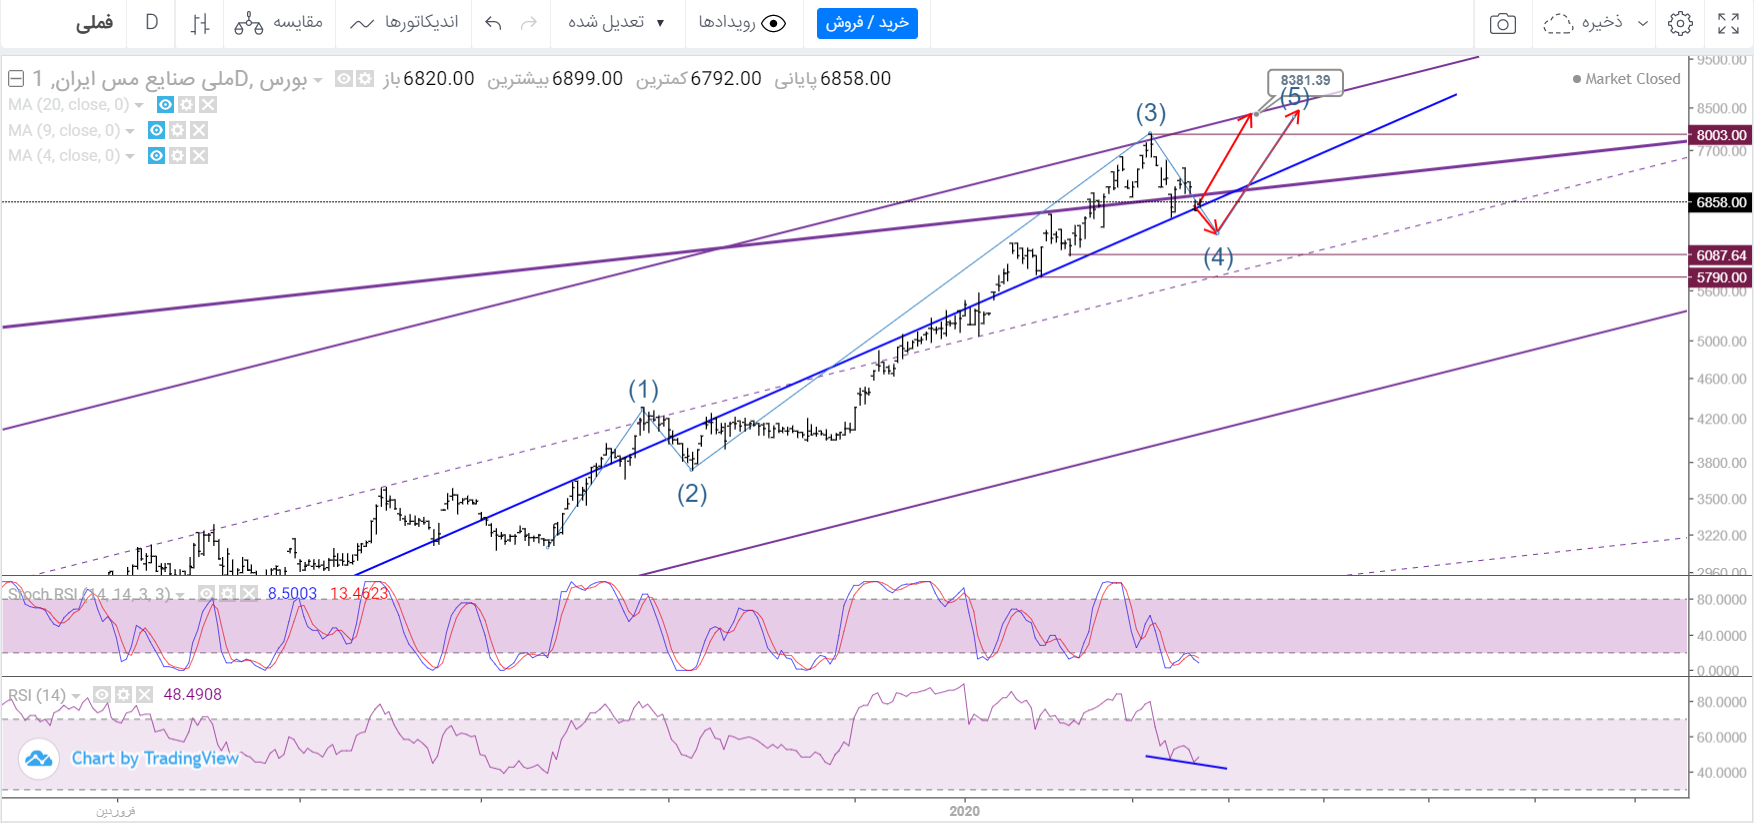 فملی D مقایسه اندیکاتورها تعدیل شده رویدادها خرید / فروش ذخیره
ملی صنایع مس ایران, 1D, بورس باز 6820.00 بیشترین 6899.00 کمترین 6792.00 پایانی 6858.00
Market Closed
MA (20, close, 0)
MA (9, close, 0)
MA (4, close, 0)
8381.39
(5)
(3)
(4)
(1)
(2)
9500.00
8500.00
8003.00
7700.00
6858.00
6087.64
5790.00
5600.00
5000.00
4600.00
4200.00
3800.00
3500.00
3220.00
2960.00
Stoch RSI (14, 14, 3, 3) 8.5003 13.4623
80.0000
40.0000
0.0000
RSI (14) 48.4908
80.0000
60.0000
40.0000
Chart by TradingView
فروردین 2020